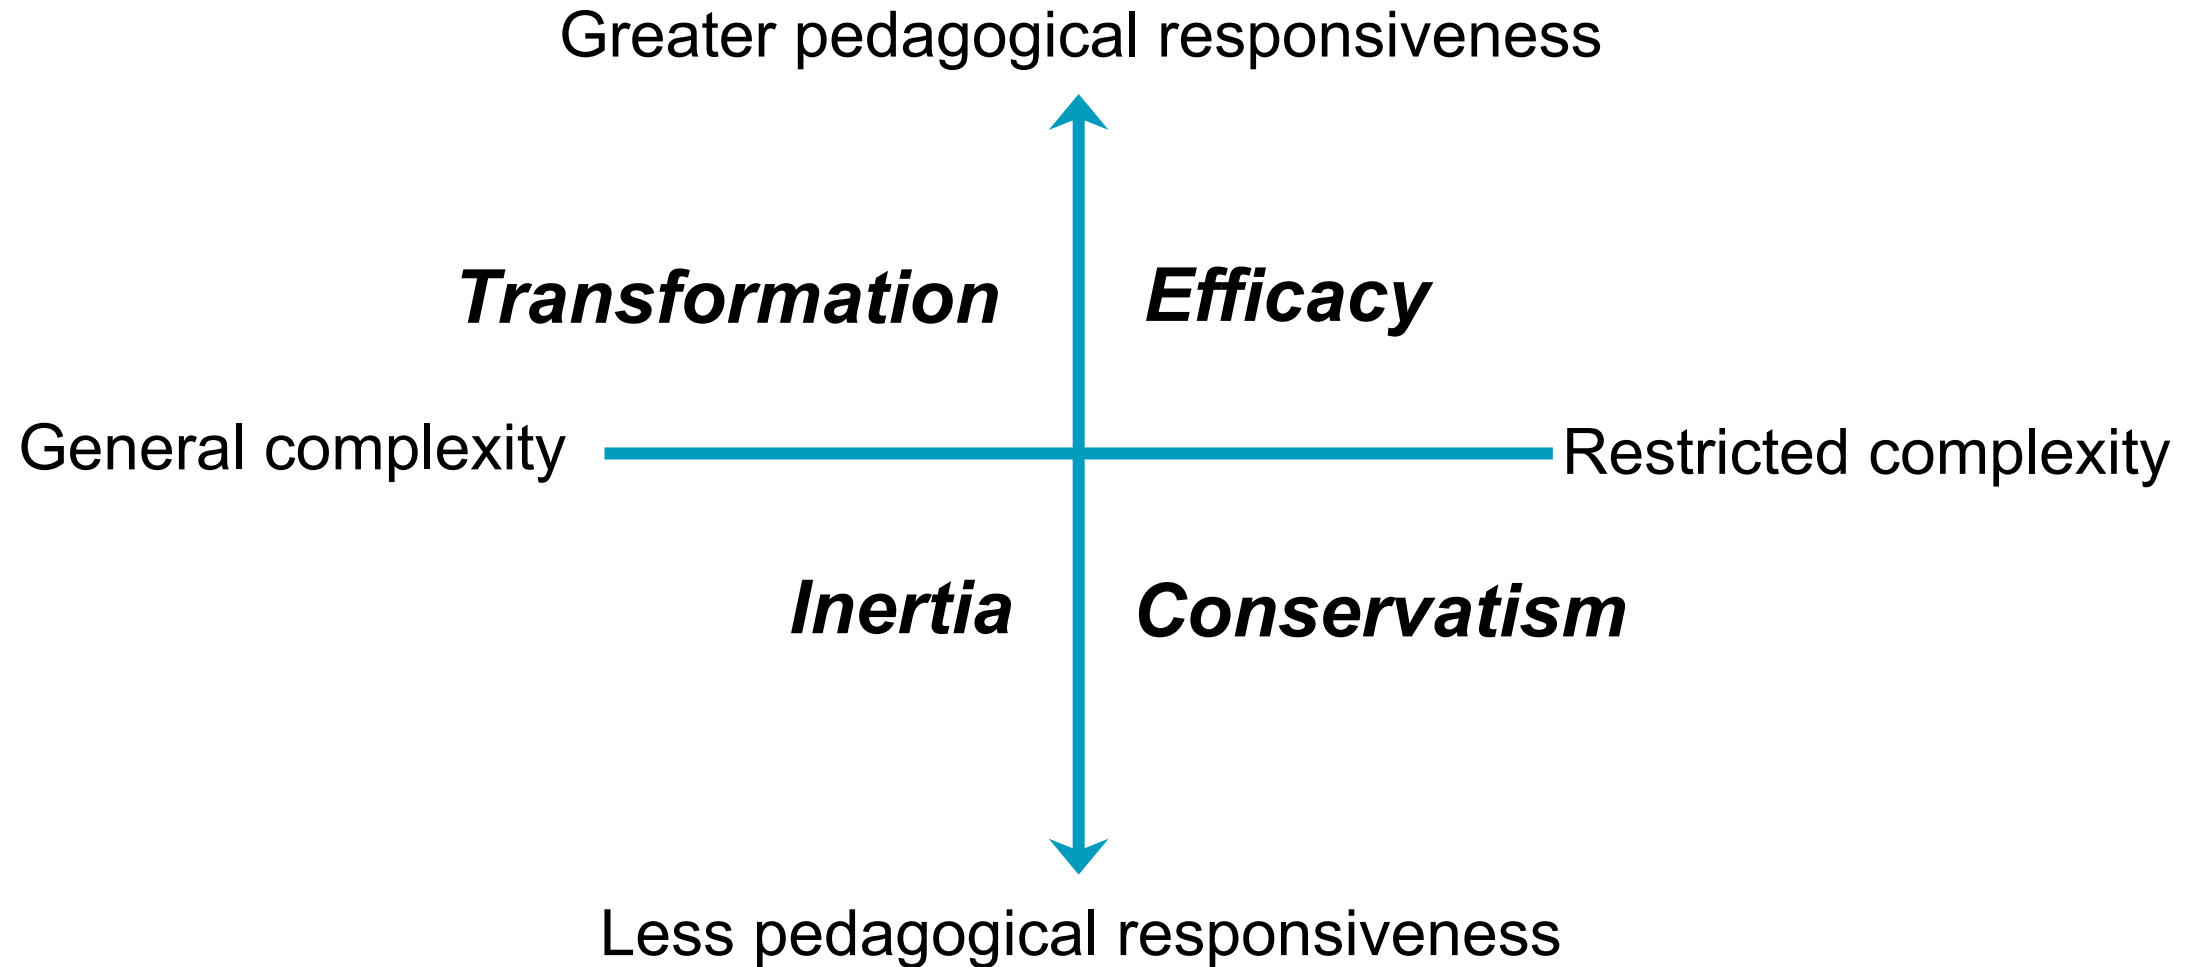 Greater pedagogical responsiveness
Transformation
Efficacy
General complexity
Restricted complexity
Inertia
Conservatism
Less pedagogical responsiveness